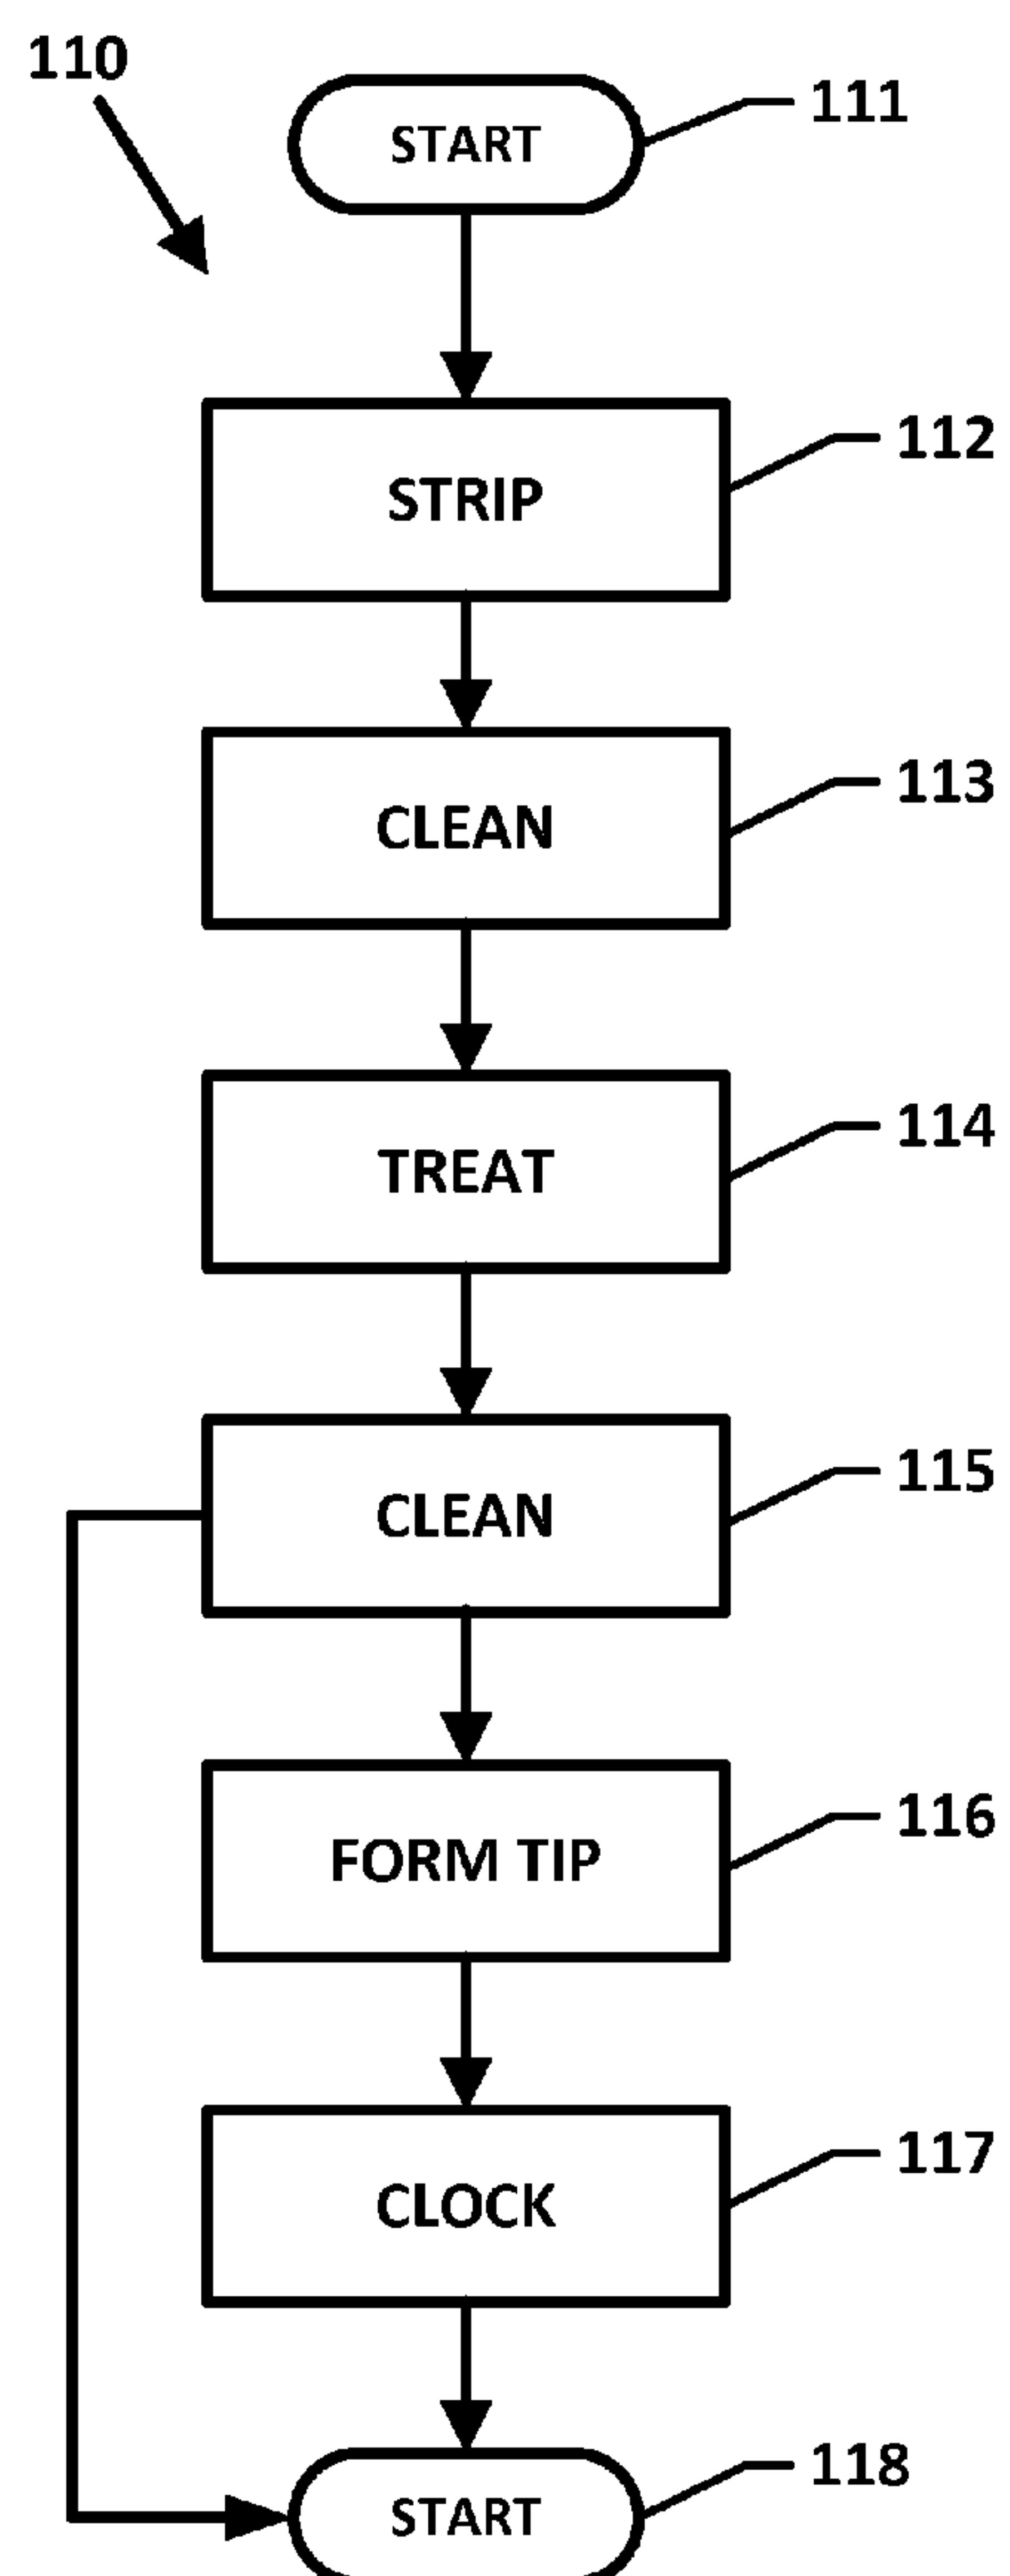 110
START
111
STRIP
112
CLEAN
113
TREAT
114
CLEAN
115
FORM TIP
116
CLOCK
117
START
118